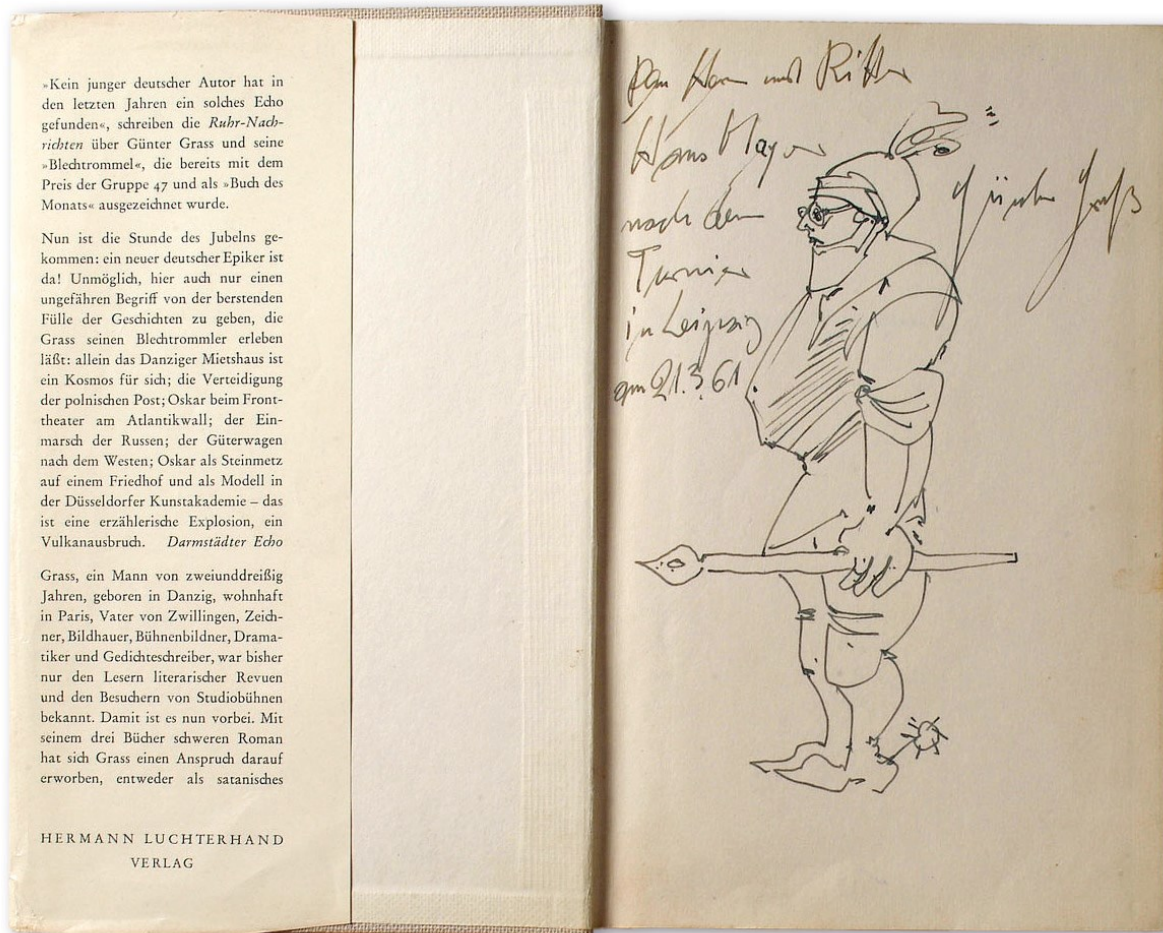 »Kein junger deutscher Autor hat in
den letzten Jahren ein solches Echo
gefunden«, schreiben die Ruhr-Nach-
richten über Günter Grass und seine
»Blechtrommel«, die bereits mit dem
Preis der Gruppe 47 und als »Buch des
Monats« ausgezeichnet wurde.
Nun ist die Stunde des Jubelns ge-
kommen: ein neuer deutscher Epiker ist
da! Unmöglich, hier auch nur einen
ungefähren Begriff von der berstenden
Fülle der Geschichten zu geben, die
Grass seinen Blechtrommler erleben
läßt: allein das Danziger Mietshaus ist
ein Kosmos für sich; die Verteidigung
der polnischen Post; Oskar beim Front-
theater am Atlantikwall; der Ein-
marsch der Russen; der Güterwagen
nach dem Westen; Oskar als Steinmetz
auf einem Friedhof und als Modell in
der Düsseldorfer Kunstakademie – das
ist eine erzählerische Explosion, ein
Vulkanausbruch. Darmstädter Echo
Grass, ein Mann von zweiunddreißig
Jahren, geboren in Danzig, wohnhaft
in Paris, Vater von Zwillingen, Zeich-
ner, Bildhauer, Bühnenbildner, Drama-
tiker und Gedichteschreiber, war bisher
nur den Lesern literarischer Revuen
und den Besuchern von Studiobühnen
bekannt. Damit ist es nun vorbei. Mit
seinem drei Bücher schweren Roman
hat sich Grass einen Anspruch darauf
erworben, entweder als satanisches
HERMANN LUCHTERHAND
VERLAG
Dem Herrn und Ritter
Hans Mayer
nach dem
Turnier
in Leipzig
am 21.3.61
Günter Graß